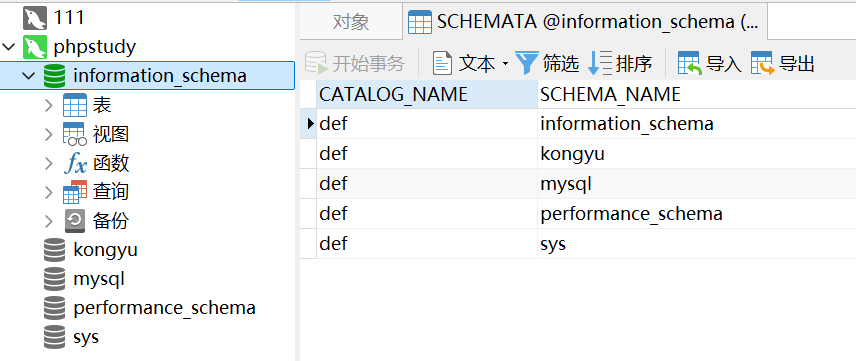 111
phpstudy
information_schema
表
视图
fx 函数
查询
备份
kongyu
mysql
performance_schema
sys
对象
SCHEMATA @information_schema (...
开始事务 文本 筛选 排序 导入 导出
CATALOG_NAME SCHEMA_NAME
def information_schema
def kongyu
def mysql
def performance_schema
def sys